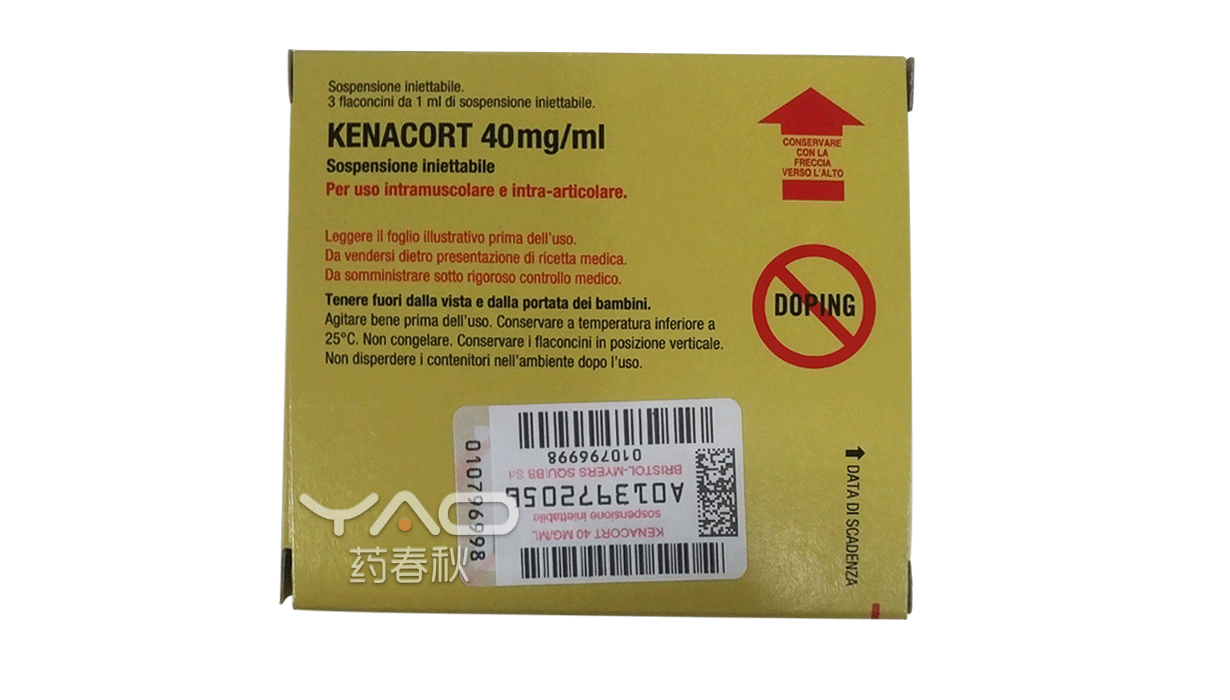 Sospensione iniettabile.
3 flaconcini da 1 ml di sospensione iniettabile.
KENACORT 40mg/ml
Sospensione iniettabile
Per uso intramuscolare e intra-articolare.
CONSERVARE
CON LA
FRECCIA
VERSO L'ALTO
Leggere il foglio illustrativo prima dell'uso.
Da vendersi dietro presentazione di ricetta medica.
Da somministrare sotto rigoroso controllo medico.
DOPING
Tenere fuori dalla vista e dalla portata dei bambini.
Agitare bene prima dell'uso. Conservare a temperatura inferiore a
25°C. Non congelare. Conservare i flaconcini in posizione verticale.
Non disperdere i contenitori nell'ambiente dopo l'uso.
KENACORT 40 MG/ML
sospensione iniettabile
A013972056
BRISTOL-MYERS SQUIBB Srl
010796998
010796998
DATA DI SCADENZA
YAO
药春秋